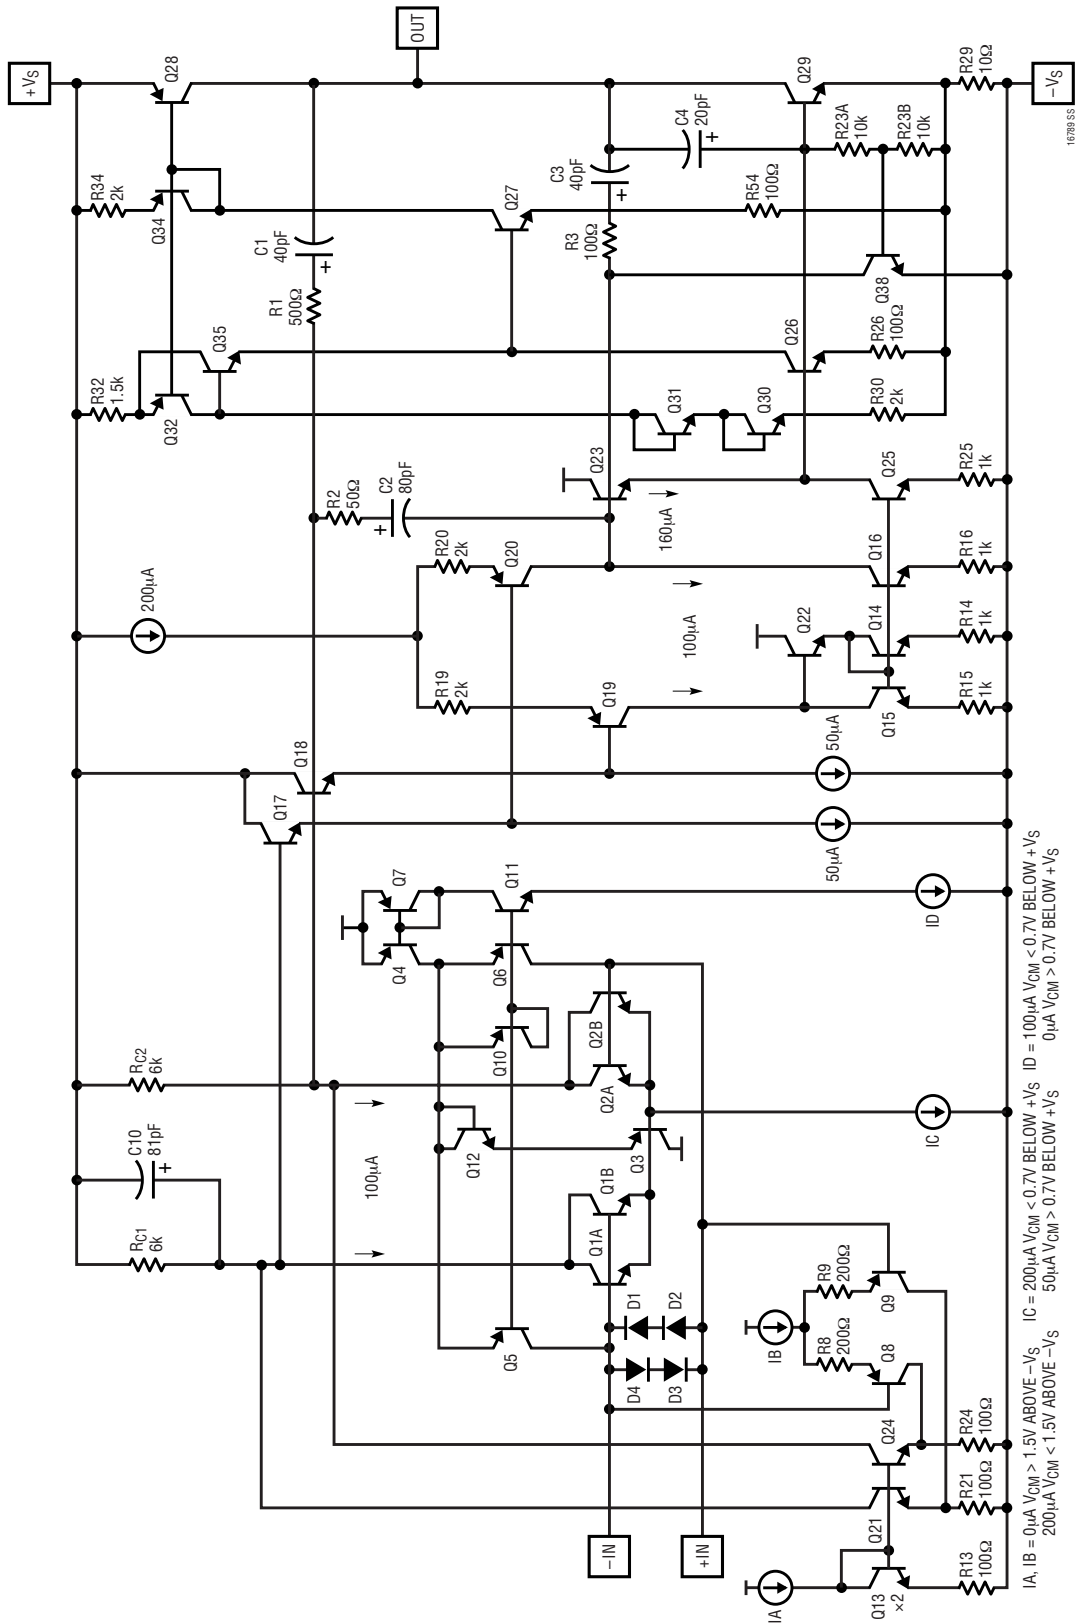 +VS
RC1
6k
C10
81pF
RC2
6k
200µA
R32
1.5k
R34
2k
Q28
Q34
Q32
Q35
Q17
Q18
R1
500Ω
C1
40pF
R2
50Ω
C2
80pF
OUT
100µA
Q4
Q7
R19
2k
R20
2k
Q5
Q12
Q10
Q6
Q11
Q19
Q20
Q27
Q1A
Q1B
Q3
Q2A
Q2B
Q23
Q31
Q30
R3
100Ω
C3
40pF
C4
20pF
160µA
100µA
–IN
+IN
D4
D3
D1
D2
Q22
Q26
Q29
R54
100Ω
R23A
10k
R23B
10k
IB
R8
200Ω
R9
200Ω
Q8
Q9
50µA
50µA
Q15
Q14
Q16
Q25
R30
2k
R26
100Ω
Q38
IA
Q13
×2
Q21
Q24
R13
100Ω
R21
100Ω
R24
100Ω
IC
ID
R15
1k
R14
1k
R16
1k
R25
1k
R29
10Ω
–VS
IA, IB = 0µA VCM > 1.5V ABOVE –VS
200µA VCM < 1.5V ABOVE –VS
IC = 200µA VCM < 0.7V BELOW +VS
50µA VCM > 0.7V BELOW +VS
ID = 100µA VCM < 0.7V BELOW +VS
0µA VCM > 0.7V BELOW +VS
16789 SS